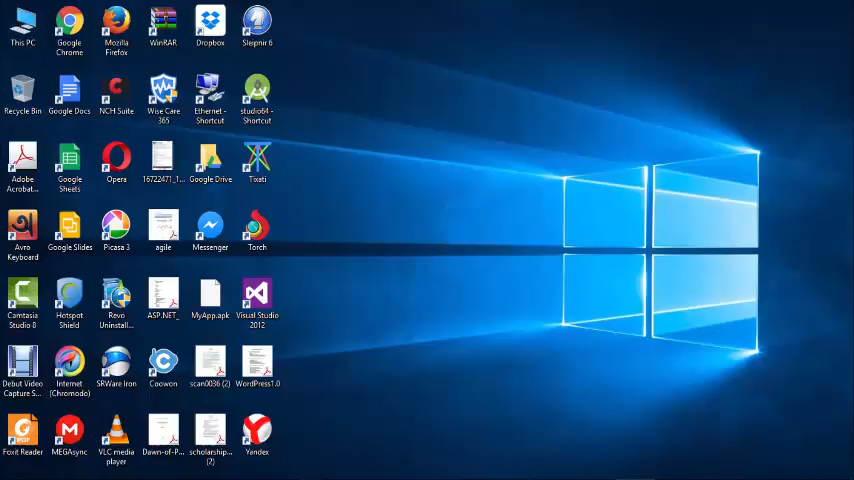 This PC
Google
Chrome
Mozilla
Firefox
WinRAR
Dropbox
Sleipnir 6
Recycle Bin
Google Docs
NCH Suite
Wise Care
365
Ethernet -
Shortcut
studio64 -
Shortcut
Adobe
Acrobat...
Google
Sheets
Opera
16722471_1...
Google Drive
Tixati
Avro
Keyboard
Google Slides
Picasa 3
agile
Messenger
Torch
Camtasia
Studio 8
Hotspot
Shield
Revo
Uninstall...
ASP.NET_
MyApp.apk
Visual Studio
2012
Debut Video
Capture S...
Internet
(Chromodo)
SRWare Iron
Coowon
scan0036 (2)
WordPress1.0
Foxit Reader
MEGAsync
VLC media
player
Dawn-of-P...
scholarship...
(2)
Yandex